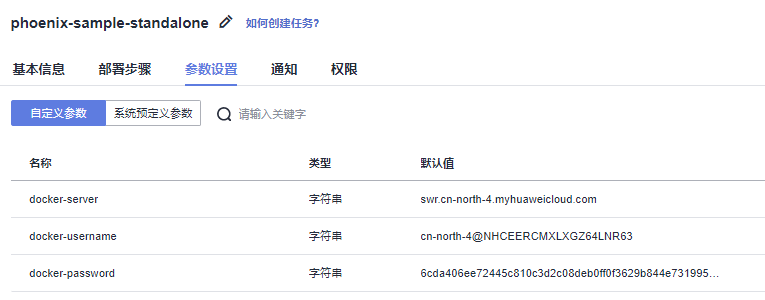 phoenix-sample-standalone 如何创建任务?
基本信息 部署步骤 参数设置 通知 权限
自定义参数 系统预定义参数 请输入关键字
名称 类型 默认值
docker-server 字符串 swr.cn-north-4.myhuaweicloud.com
docker-username 字符串 cn-north-4@NHCEERCMXLXGZ64LNR63
docker-password 字符串 6cda406ee72445c810c3d2c08deb0ff0f3629b844e731995...